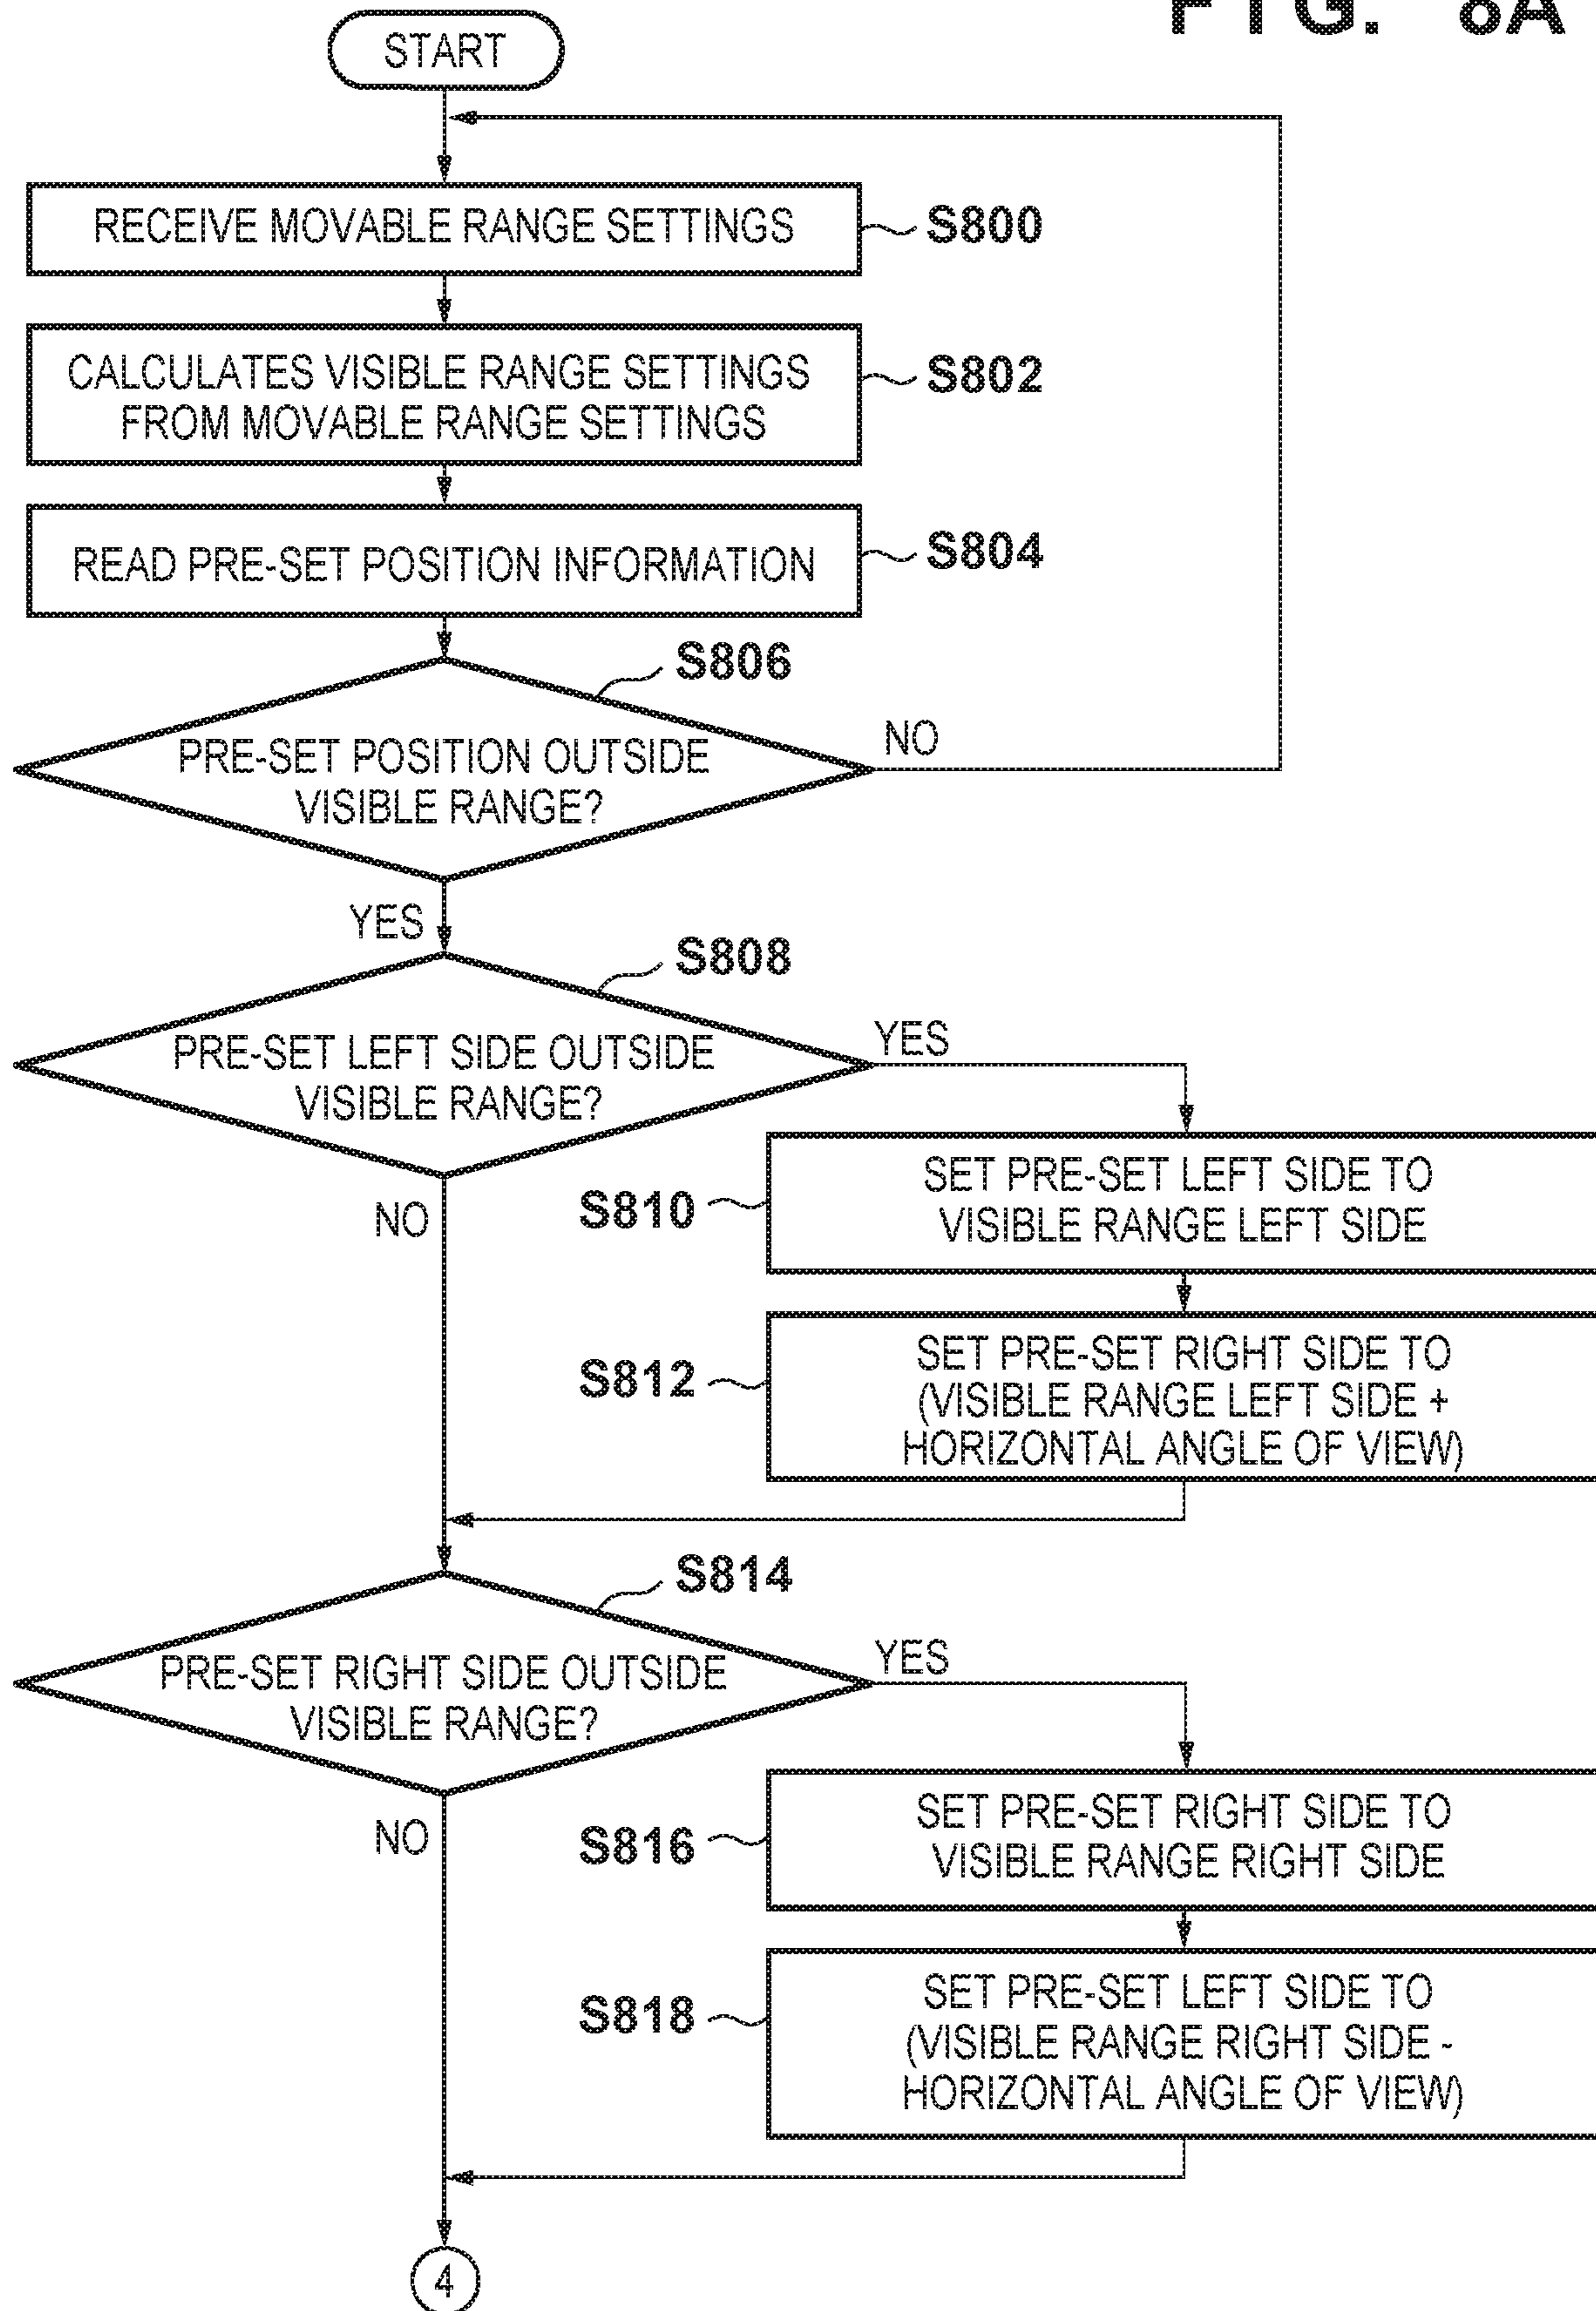 FIG. 8A
START
RECEIVE MOVABLE RANGE SETTINGS
S800
CALCULATES VISIBLE RANGE SETTINGS
FROM MOVABLE RANGE SETTINGS
S802
READ PRE-SET POSITION INFORMATION
S804
S806
PRE-SET POSITION OUTSIDE
VISIBLE RANGE?
NO
YES
S808
PRE-SET LEFT SIDE OUTSIDE
VISIBLE RANGE?
YES
NO
S810
SET PRE-SET LEFT SIDE TO
VISIBLE RANGE LEFT SIDE
S812
SET PRE-SET RIGHT SIDE TO
(VISIBLE RANGE LEFT SIDE +
HORIZONTAL ANGLE OF VIEW)
S814
PRE-SET RIGHT SIDE OUTSIDE
VISIBLE RANGE?
YES
NO
S816
SET PRE-SET RIGHT SIDE TO
VISIBLE RANGE RIGHT SIDE
S818
SET PRE-SET LEFT SIDE TO
(VISIBLE RANGE RIGHT SIDE -
HORIZONTAL ANGLE OF VIEW)
4